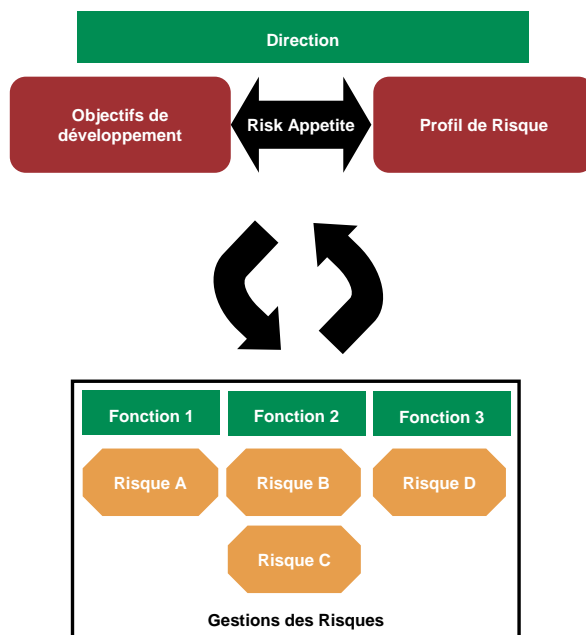 Direction
Objectifs de
développement
Risk Appetite
Profil de Risque
Fonction 1
Fonction 2
Fonction 3
Risque A
Risque B
Risque D
Risque C
Gestions des Risques